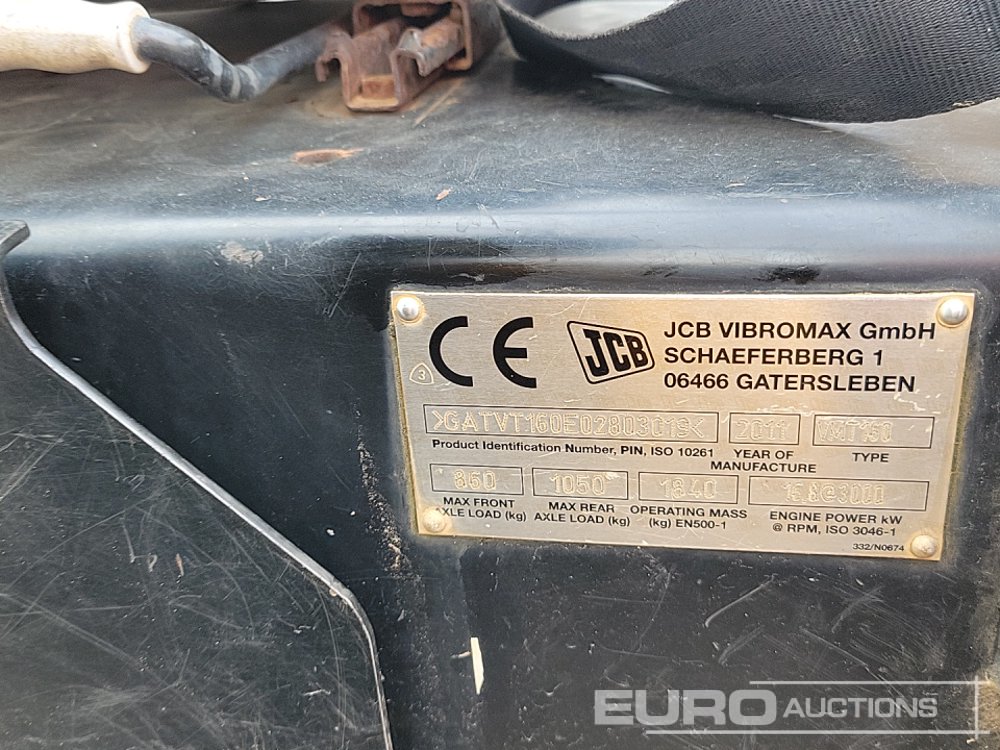 CE
3
JCB
JCB VIBROMAX GmbH
SCHAEFERBERG 1
06466 GATERSLEBEN
>GATVT160E02803019<
2011
VMT160
Product Identification Number, PIN, ISO 10261
YEAR OF
MANUFACTURE
TYPE
860
1050
1840
15.8@3000
MAX FRONT
AXLE LOAD (kg)
MAX REAR
AXLE LOAD (kg)
OPERATING MASS
(kg) EN500-1
ENGINE POWER kW
@ RPM, ISO 3046-1
332/N0674
EURO AUCTIONS